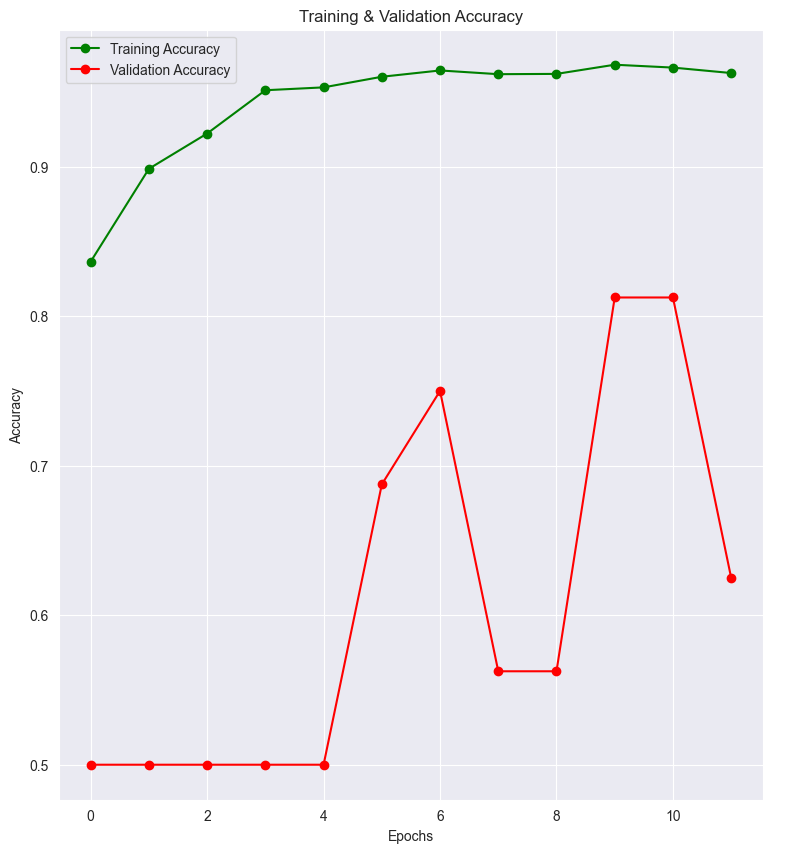 Training & Validation Accuracy
Training Accuracy
Validation Accuracy
0.9
0.8
0.7
0.6
0.5
Accuracy
0 2 4 6 8 10
Epochs